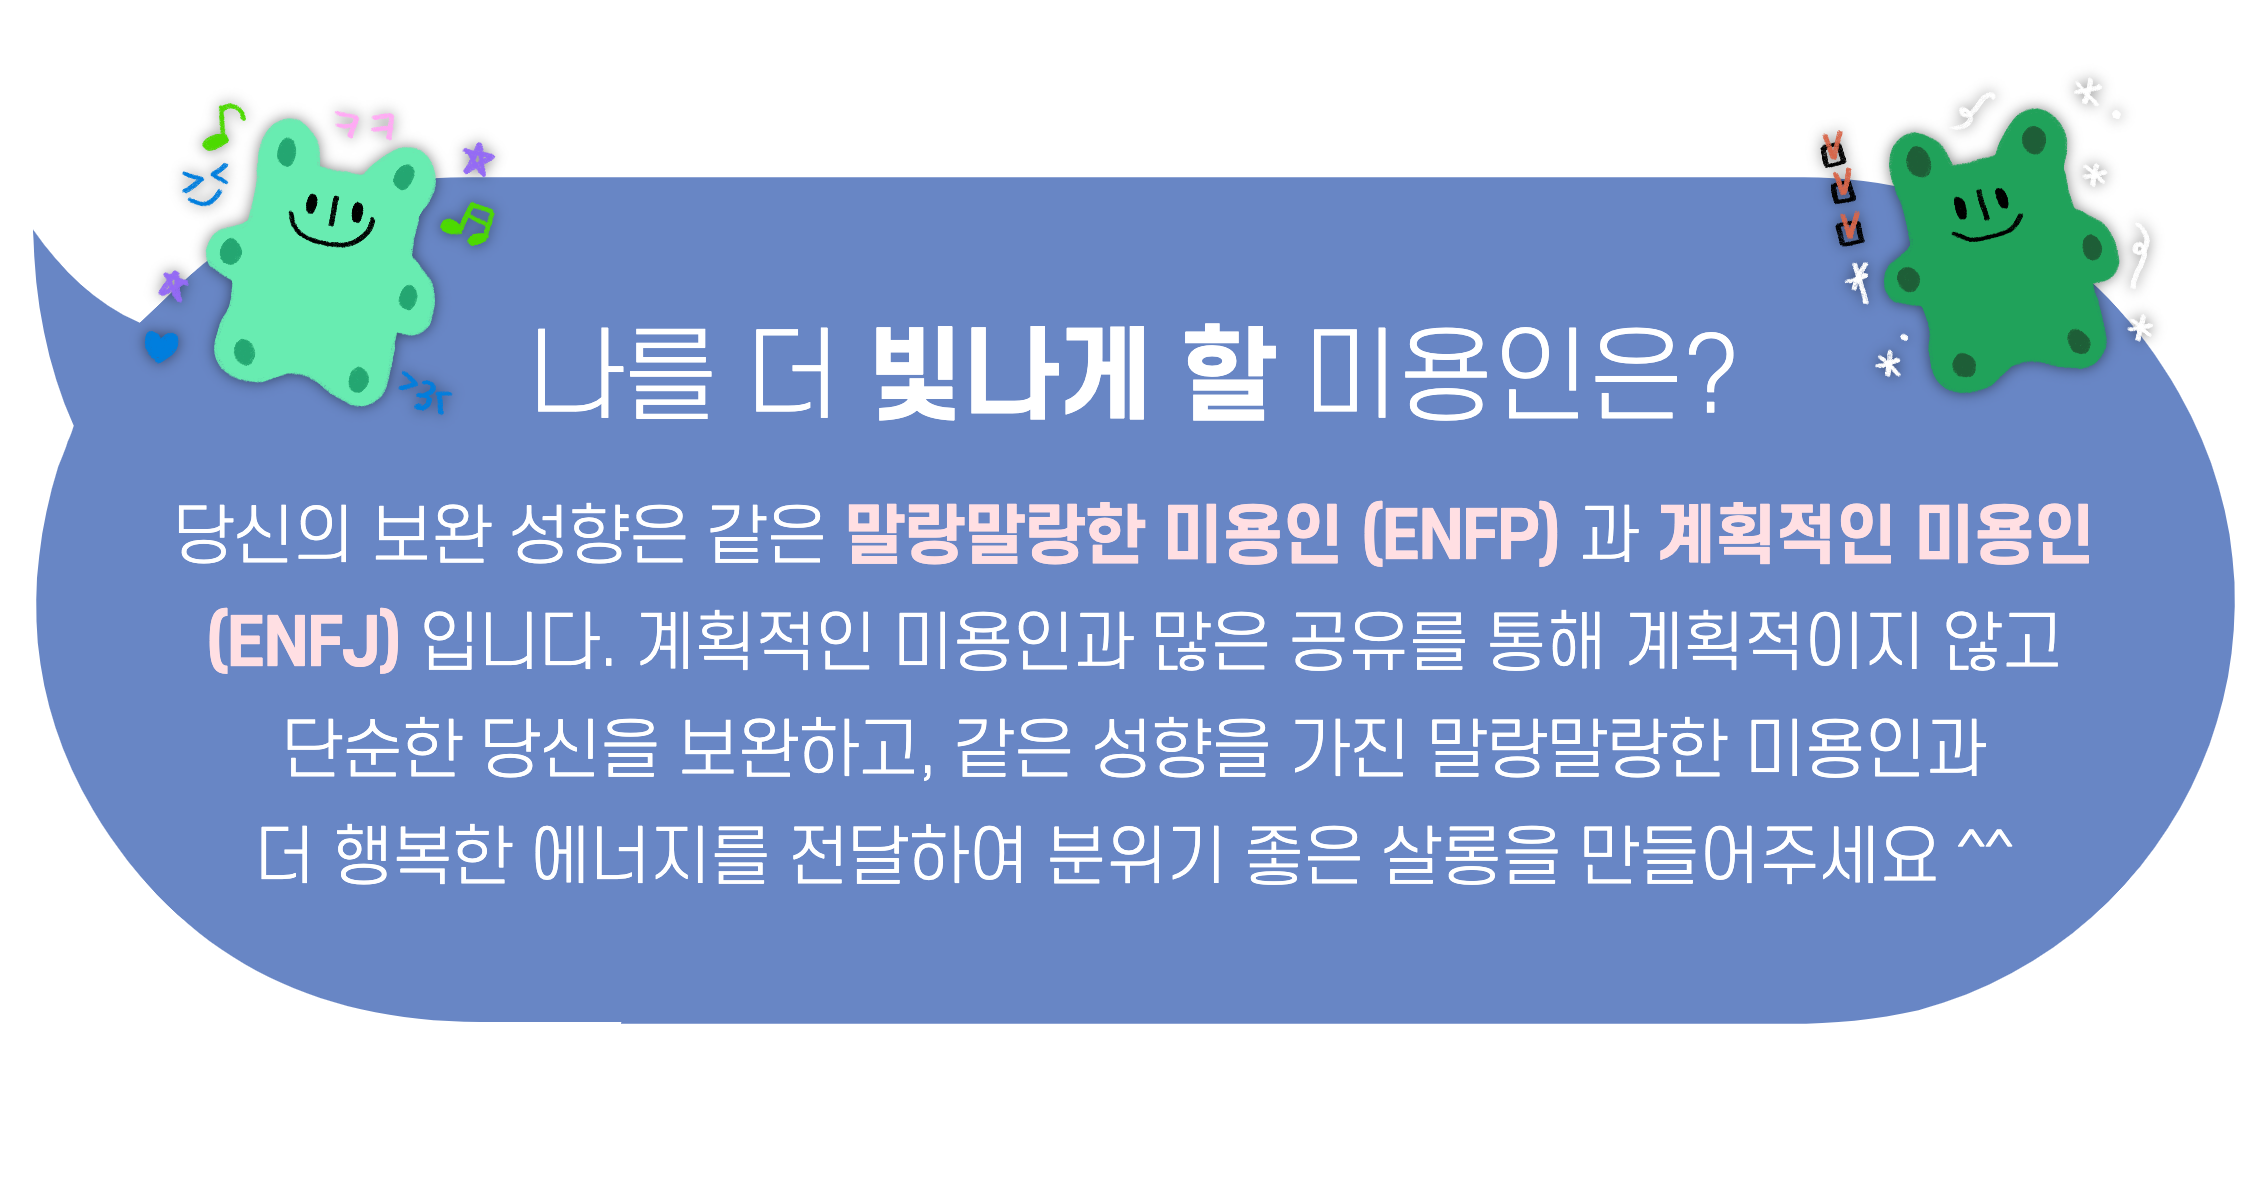 ㅋㅋ
나를 더 빛나게 할 미용인은?
당신의 보완 성향은 같은 말랑말랑한 미용인 (ENFP) 과 계획적인 미용인
(ENFJ) 입니다. 계획적인 미용인과 많은 공유를 통해 계획적이지 않고
단순한 당신을 보완하고, 같은 성향을 가진 말랑말랑한 미용인과
더 행복한 에너지를 전달하여 분위기 좋은 살롱을 만들어주세요 ^^